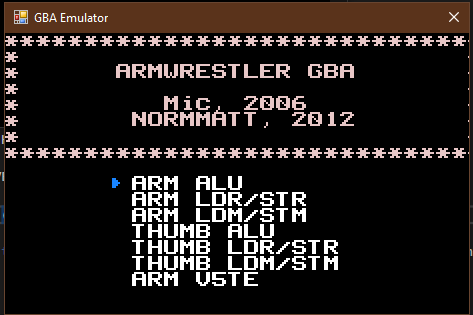 GBA Emulator
******************************
*
* ARMWRESTLER GBA
*
* Mic, 2006
* NORMMATT, 2012
*
******************************
ARM ALU
ARM LDR/STR
ARM LDM/STM
THUMB ALU
THUMB LDR/STR
THUMB LDM/STM
ARM V5TE